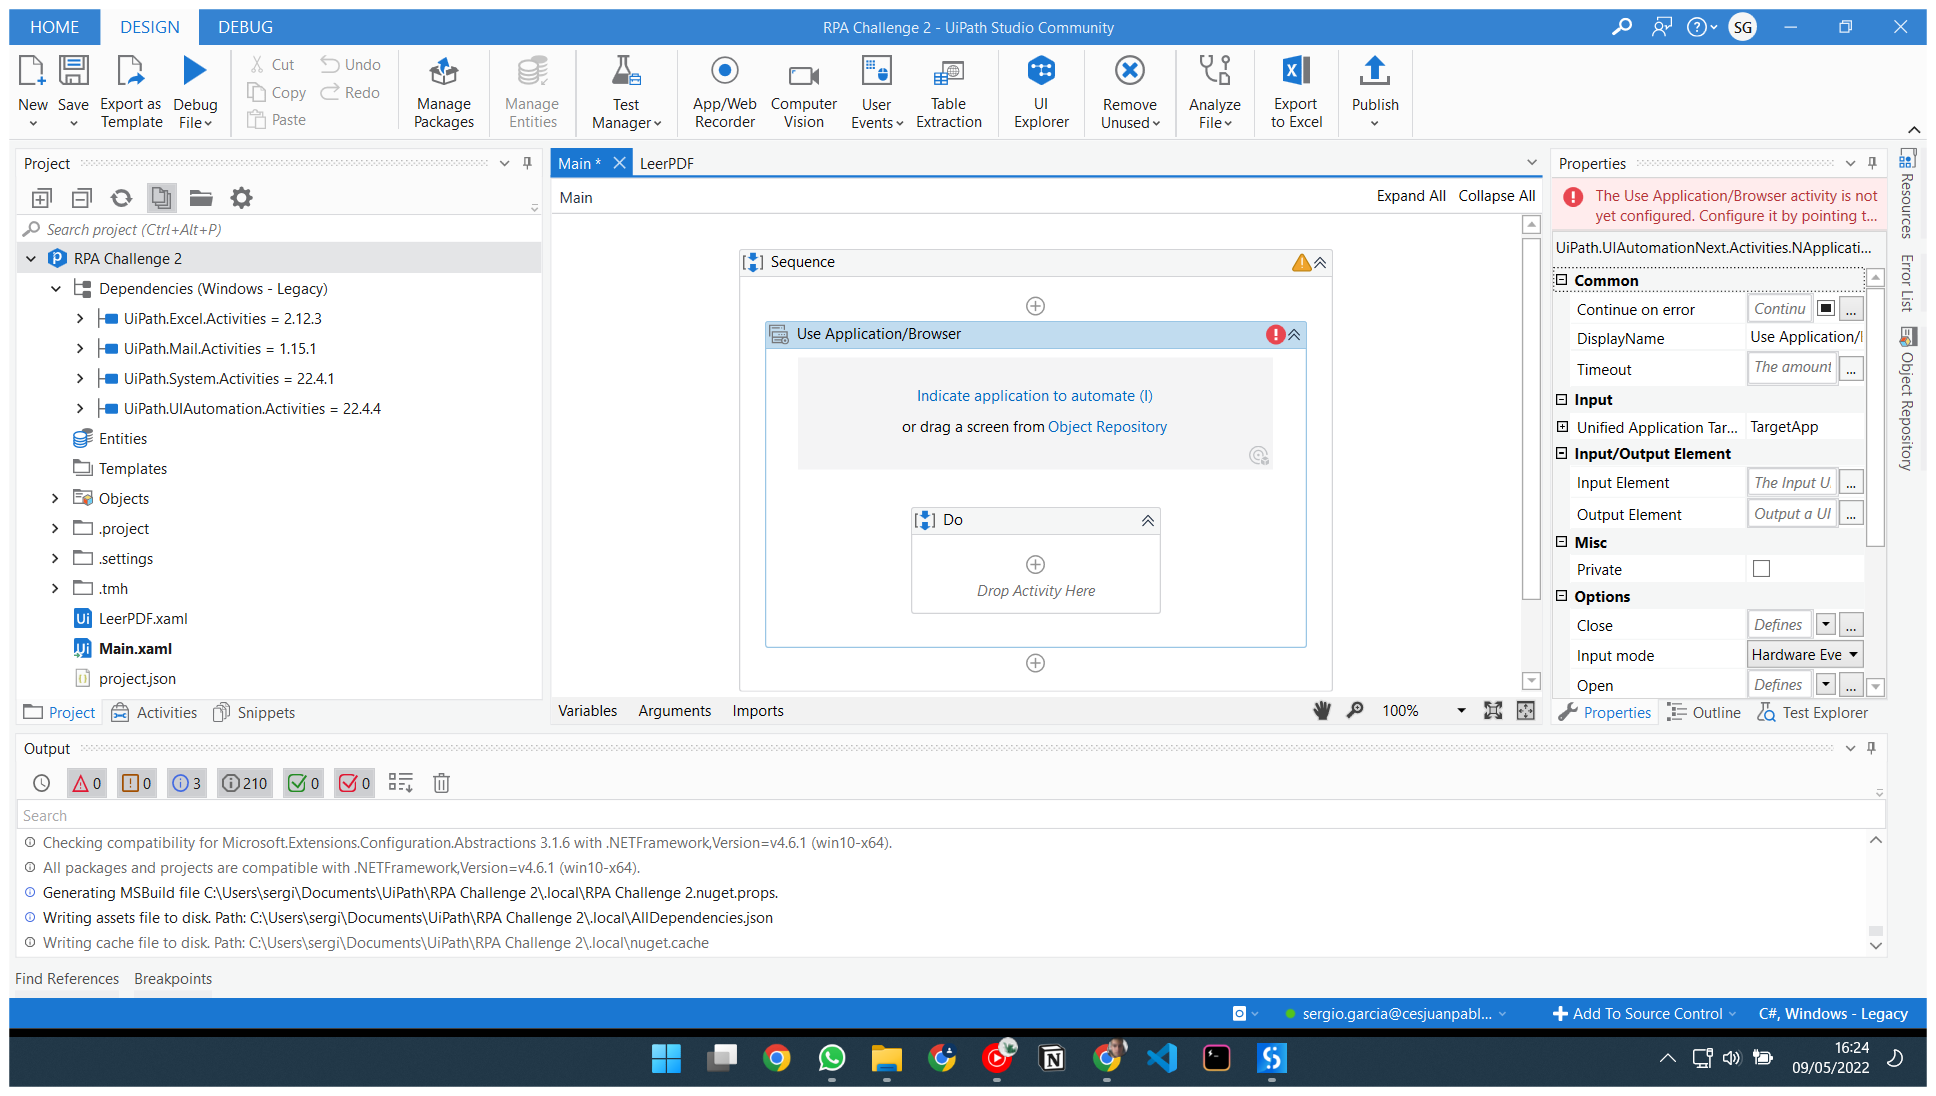 HOME
DESIGN
DEBUG
RPA Challenge 2 - UiPath Studio Community
SG
New
Save
Export as Template
Debug File
Cut
Copy
Paste
Undo
Redo
Manage Packages
Manage Entities
Test Manager
App/Web Recorder
Computer Vision
User Events
Table Extraction
UI Explorer
Remove Unused
Analyze File
Export to Excel
Publish
Project
Search project (Ctrl+Alt+P)
RPA Challenge 2
Dependencies (Windows - Legacy)
UiPath.Excel.Activities = 2.12.3
UiPath.Mail.Activities = 1.15.1
UiPath.System.Activities = 22.4.1
UiPath.UIAutomation.Activities = 22.4.4
Entities
Templates
Objects
.project
.settings
.tmh
LeerPDF.xaml
Main.xaml
project.json
Project
Activities
Snippets
Main *
LeerPDF
Main
Expand All
Collapse All
Sequence
Use Application/Browser
Indicate application to automate (I)
or drag a screen from Object Repository
Do
Drop Activity Here
Variables
Arguments
Imports
100%
Properties
The Use Application/Browser activity is not
yet configured. Configure it by pointing t...
UiPath.UIAutomationNext.Activities.NApplicati...
Common
Continue on error
Continu
...
DisplayName
Use Application/
Timeout
The amount
...
Input
Unified Application Tar...
TargetApp
Input/Output Element
Input Element
The Input U
...
Output Element
Output a UI
...
Misc
Private
Options
Close
Defines
...
Input mode
Hardware Eve
Open
Defines
...
Properties
Outline
Test Explorer
Resources
Error List
Object Repository
Output
0
0
3
210
0
0
Search
Checking compatibility for Microsoft.Extensions.Configuration.Abstractions 3.1.6 with .NETFramework,Version=v4.6.1 (win10-x64).
All packages and projects are compatible with .NETFramework,Version=v4.6.1 (win10-x64).
Generating MSBuild file C:\Users\sergi\Documents\UiPath\RPA Challenge 2\.local\RPA Challenge 2.nuget.props.
Writing assets file to disk. Path: C:\Users\sergi\Documents\UiPath\RPA Challenge 2\.local\AllDependencies.json
Writing cache file to disk. Path: C:\Users\sergi\Documents\UiPath\RPA Challenge 2\.local\nuget.cache
Find References
Breakpoints
sergio.garcia@cesjuanpabl...
Add To Source Control
C#, Windows - Legacy
16:24
09/05/2022